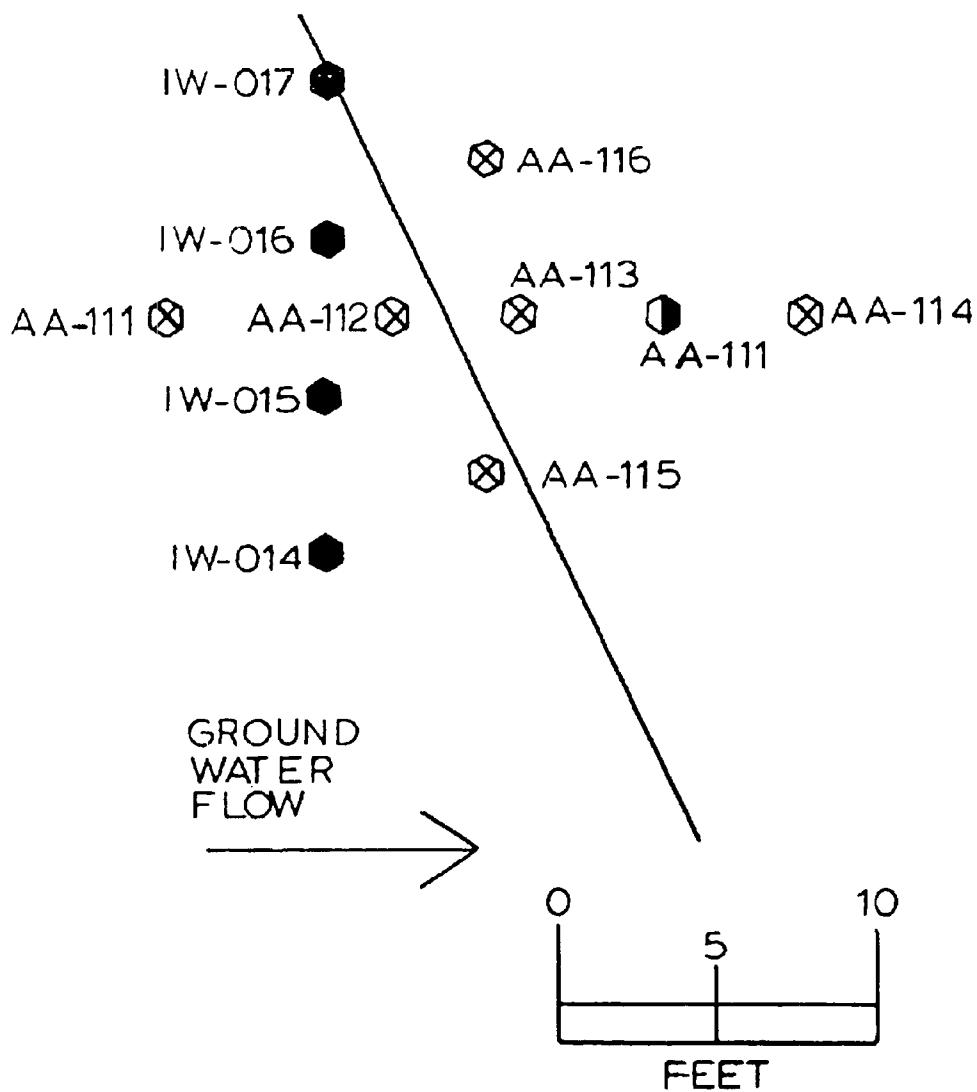 IW-017
AA-116
IW-016
AA-113
AA-111
AA-112
AA-114
AA-111
IW-015
AA-115
IW-014
GROUND
WATER
FLOW
0
10
5
FEET